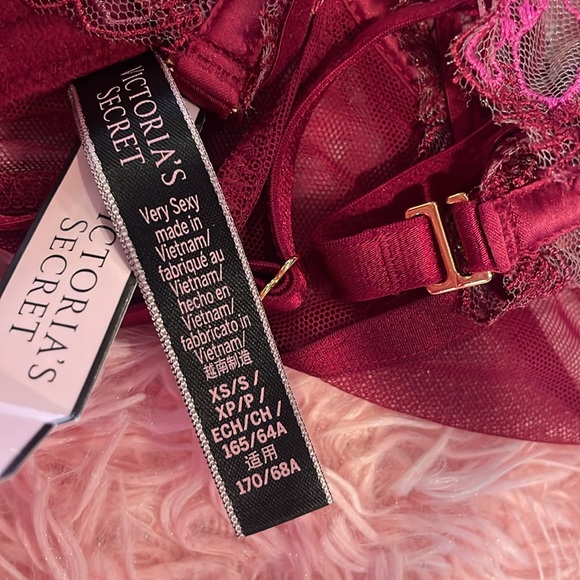 VICTORIA'S
SECRET
Very Sexy
made in
Vietnam/
fabriqué au
Vietnam/
hecho en
Vietnam/
fabbricato in
Vietnam/
越南制造
XS/S /
XP/P /
ECH/CH /
165/64A
适用
170/68A
ICTORIA'S
SECRET